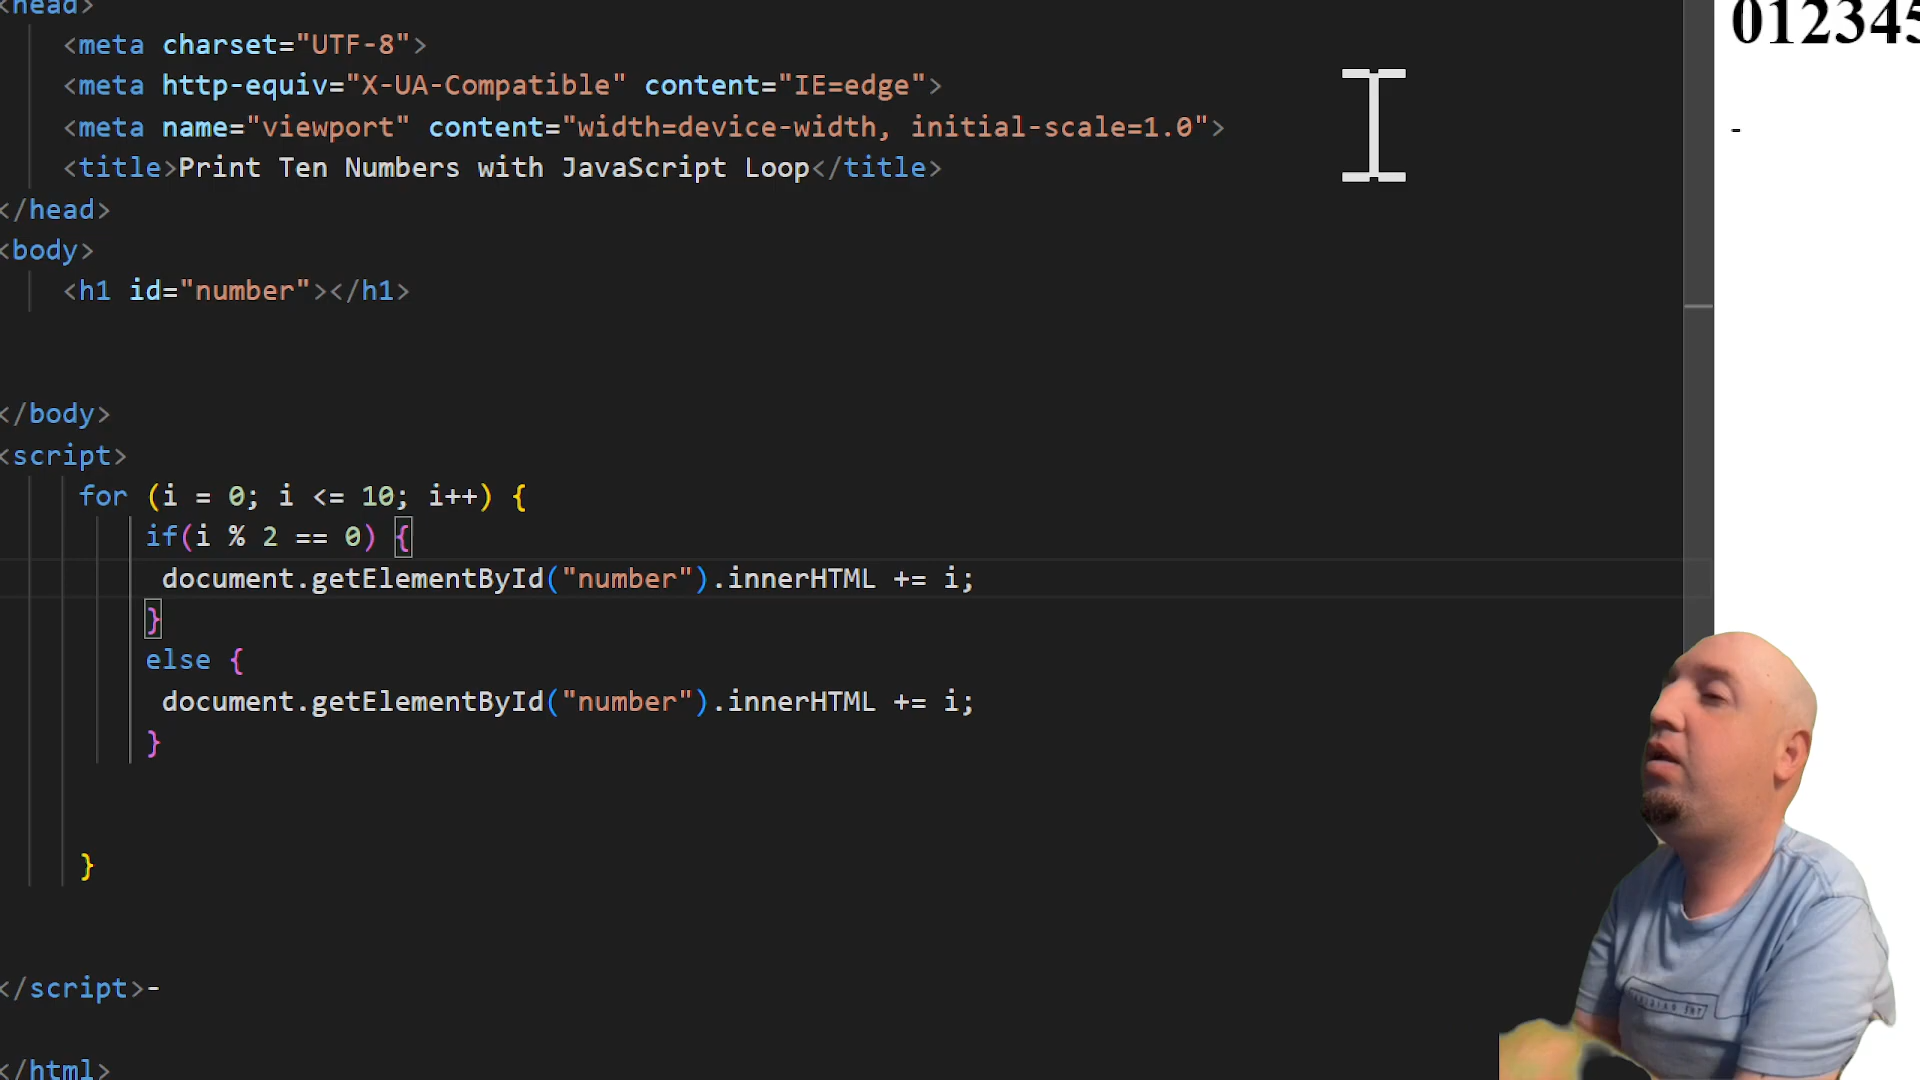 <head>
<meta charset="UTF-8">
<meta http-equiv="X-UA-Compatible" content="IE=edge">
<meta name="viewport" content="width=device-width, initial-scale=1.0">
<title>Print Ten Numbers with JavaScript Loop</title>
</head>
<body>
<h1 id="number"></h1>
</body>
<script>
for (i = 0; i <= 10; i++) {
if(i % 2 == 0) {
document.getElementById("number").innerHTML += i;
}
else {
document.getElementById("number").innerHTML += i;
}
}
</script>-
</html>
012345
-